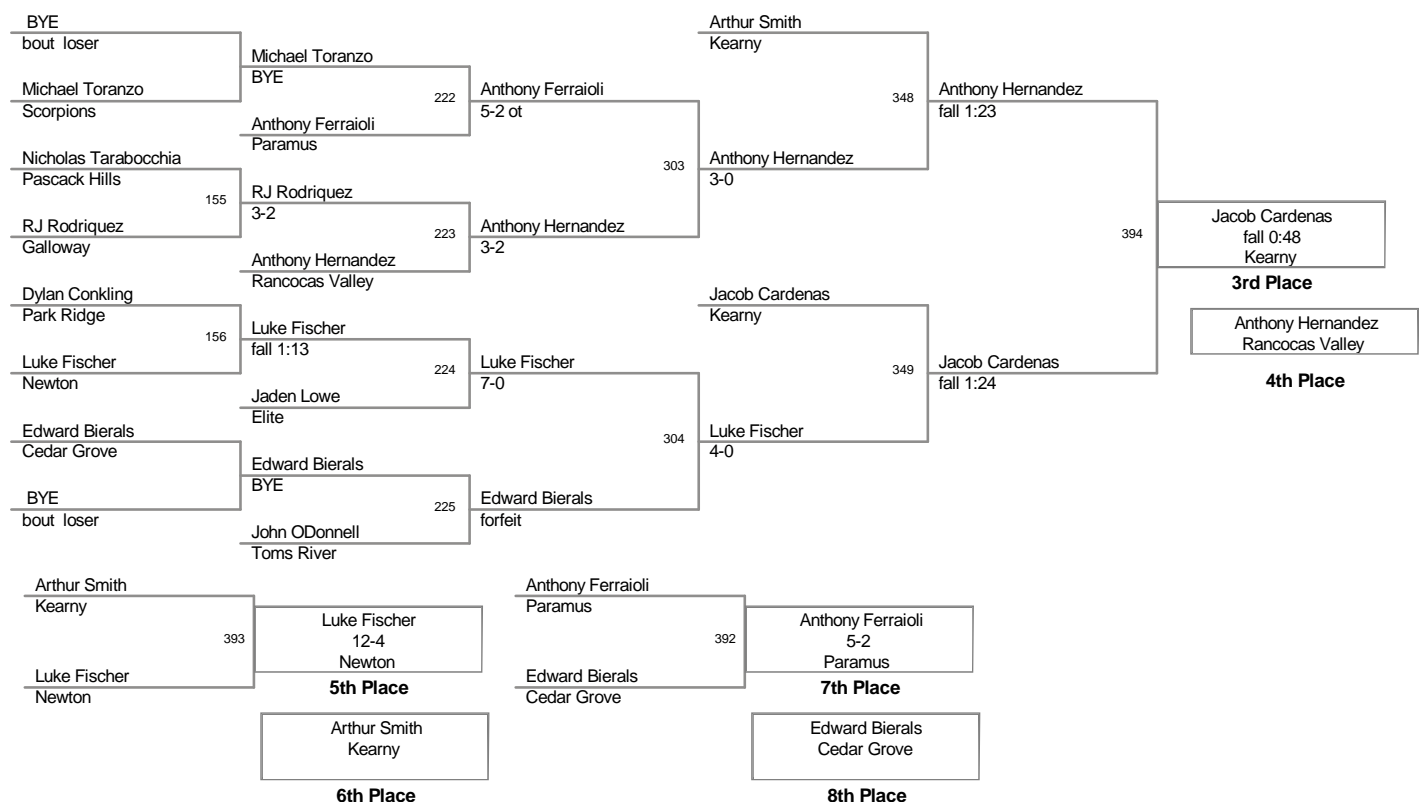 BYE
bout loser
Michael Toranzo
Scorpions
Nicholas Tarabocchia
Pascack Hills
155
RJ Rodriquez
Galloway
Dylan Conkling
Park Ridge
156
Luke Fischer
Newton
Edward Bierals
Cedar Grove
BYE
bout loser
Michael Toranzo
BYE
222
Anthony Ferraioli
Paramus
RJ Rodriquez
3-2
223
Anthony Hernandez
Rancocas Valley
Luke Fischer
fall 1:13
224
Jaden Lowe
Elite
Edward Bierals
BYE
225
John ODonnell
Toms River
Anthony Ferraioli
5-2 ot
303
Anthony Hernandez
3-2
Luke Fischer
7-0
304
Edward Bierals
forfeit
Arthur Smith
Kearny
348
Anthony Hernandez
3-0
Jacob Cardenas
Kearny
349
Luke Fischer
4-0
Anthony Hernandez
fall 1:23
394
Jacob Cardenas
fall 1:24
Jacob Cardenas
fall 0:48
Kearny
3rd Place
Anthony Hernandez
Rancocas Valley
4th Place
Arthur Smith
Kearny
393
Luke Fischer
Newton
Luke Fischer
12-4
Newton
5th Place
Arthur Smith
Kearny
6th Place
Anthony Ferraioli
Paramus
392
Edward Bierals
Cedar Grove
Anthony Ferraioli
5-2
Paramus
7th Place
Edward Bierals
Cedar Grove
8th Place